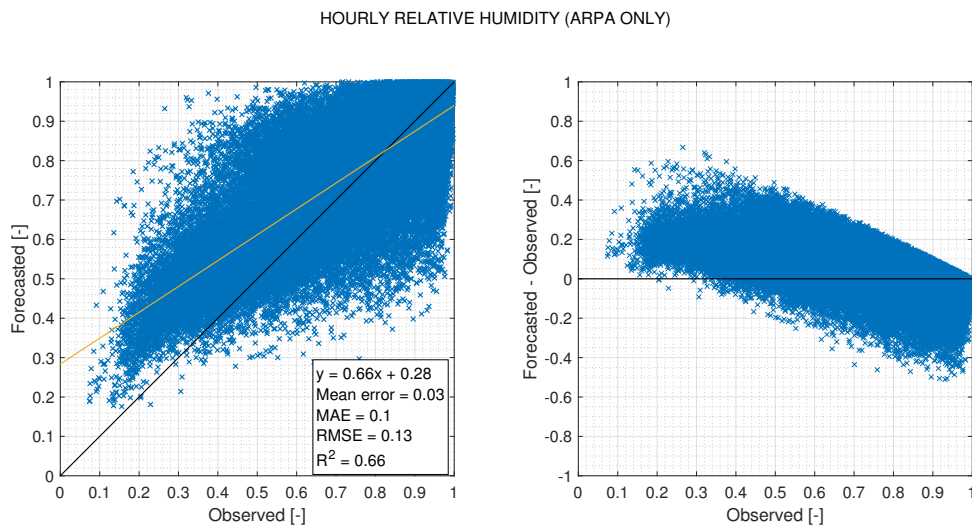 HOURLY RELATIVE HUMIDITY (ARPA ONLY)
Forecasted [-]
1
0.9
0.8
0.7
0.6
0.5
0.4
0.3
0.2
0.1
0
0 0.1 0.2 0.3 0.4 0.5 0.6 0.7 0.8 0.9 1
Observed [-]
y = 0.66x + 0.28
Mean error = 0.03
MAE = 0.1
RMSE = 0.13
R² = 0.66
Forecasted - Observed [-]
1
0.8
0.6
0.4
0.2
0
-0.2
-0.4
-0.6
-0.8
-1
0 0.1 0.2 0.3 0.4 0.5 0.6 0.7 0.8 0.9 1
Observed [-]